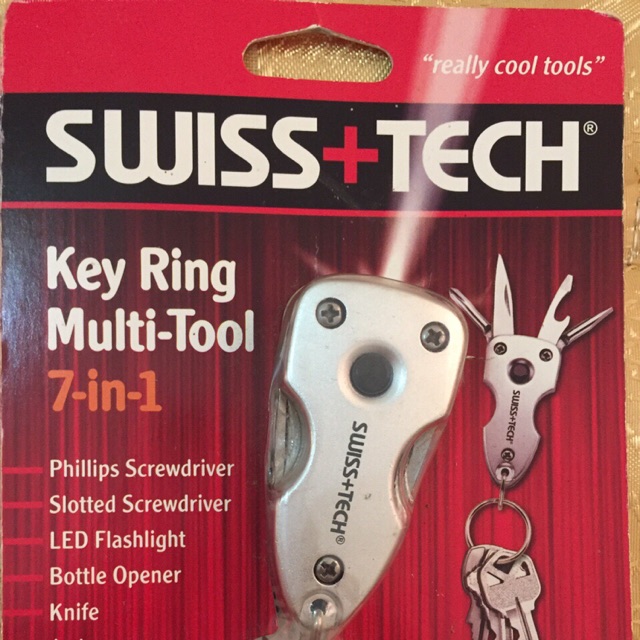 "really cool tools"
SWISS+TECH®
Key Ring
Multi-Tool
7-in-1
Phillips Screwdriver
Slotted Screwdriver
LED Flashlight
Bottle Opener
Knife
SWISS+TECH®
SWISS+TECH